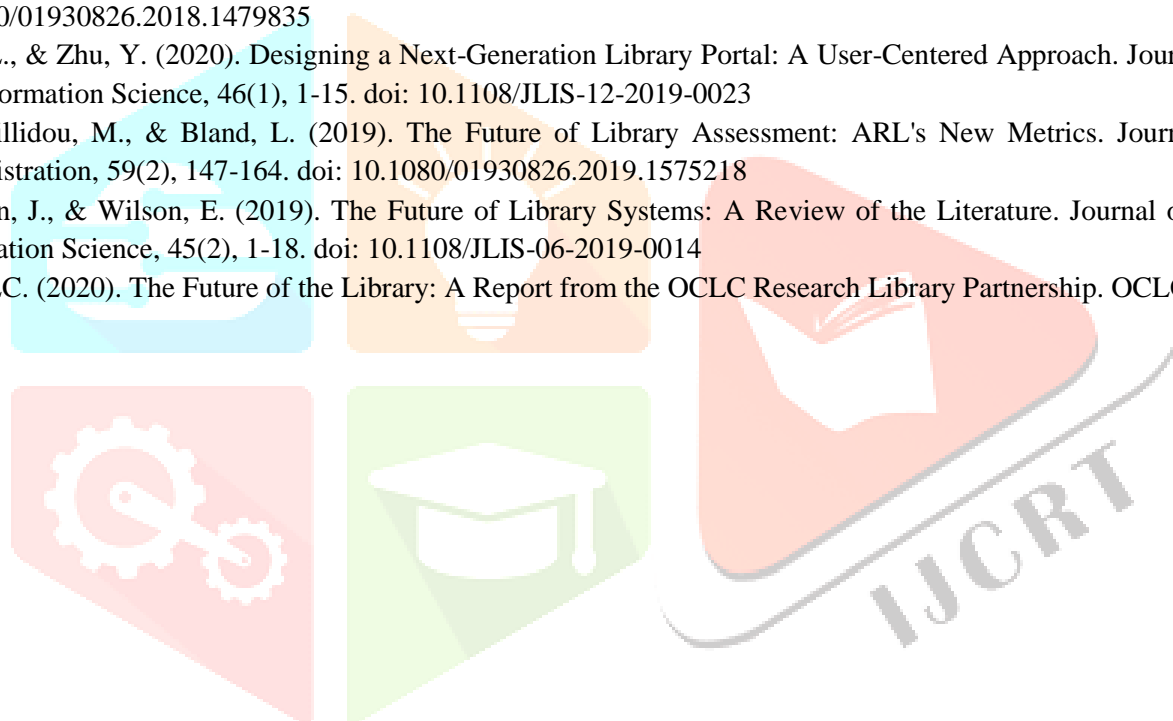 0/01930826.2018.1479835
., & Zhu, Y. (2020). Designing a Next-Generation Library Portal: A User-Centered Approach. Jour
ormation Science, 46(1), 1-15. doi: 10.1108/JLIS-12-2019-0023
illidou, M., & Bland, L. (2019). The Future of Library Assessment: ARL's New Metrics. Journ
istration, 59(2), 147-164. doi: 10.1080/01930826.2019.1575218
n, J., & Wilson, E. (2019). The Future of Library Systems: A Review of the Literature. Journal o
ation Science, 45(2), 1-18. doi: 10.1108/JLIS-06-2019-0014
C. (2020). The Future of the Library: A Report from the OCLC Research Library Partnership. OCL
IJCRT